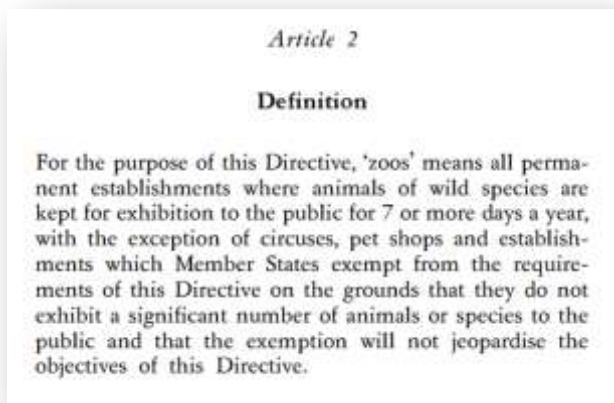 Article 2
Definition
For the purpose of this Directive, 'zoos' means all perma-
nent establishments where animals of wild species are
kept for exhibition to the public for 7 or more days a year,
with the exception of circuses, pet shops and establish-
ments which Member States exempt from the require-
ments of this Directive on the grounds that they do not
exhibit a significant number of animals or species to the
public and that the exemption will not jeopardise the
objectives of this Directive.